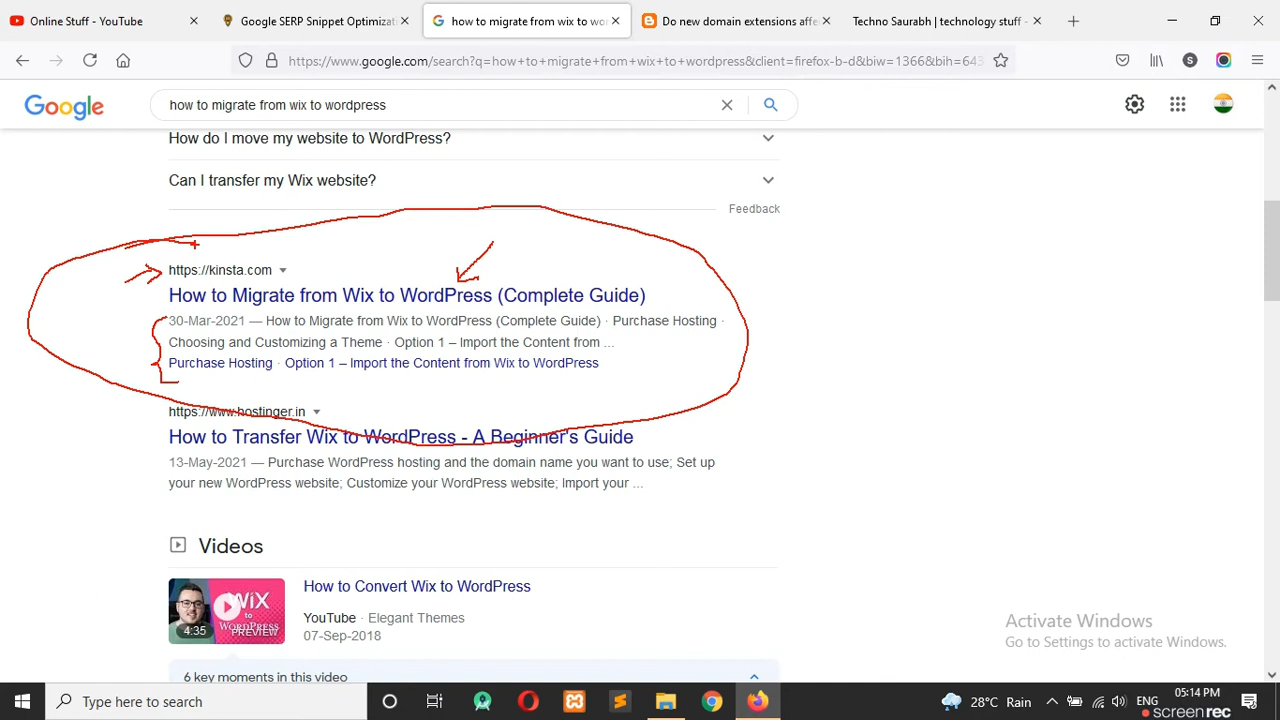 Online Stuff - YouTube
Google SERP Snippet Optimizati
how to migrate from wix to wor
Do new domain extensions affe
Techno Saurabh | technology stuff -
https://www.google.com/search?q=how+to+migrate+from+wix+to+wordpress&client=firefox-b-d&biw=1366&bih=643
Google
how to migrate from wix to wordpress
How do I move my website to WordPress?
Can I transfer my Wix website?
Feedback
https://kinsta.com
How to Migrate from Wix to WordPress (Complete Guide)
30-Mar-2021 — How to Migrate from Wix to WordPress (Complete Guide) · Purchase Hosting ·
Choosing and Customizing a Theme · Option 1 – Import the Content from ...
Purchase Hosting · Option 1 – Import the Content from Wix to WordPress
https://www.hostinger.in
How to Transfer Wix to WordPress - A Beginner's Guide
13-May-2021 — Purchase WordPress hosting and the domain name you want to use; Set up
your new WordPress website; Customize your WordPress website; Import your ...
Videos
WiX
to
WORDPRESS
4:35
PREVIEW
How to Convert Wix to WordPress
YouTube · Elegant Themes
07-Sep-2018
6 key moments in this video
Activate Windows
Go to Settings to activate Windows.
Type here to search
28°C Rain
ENG
05:14 PM
screenrec